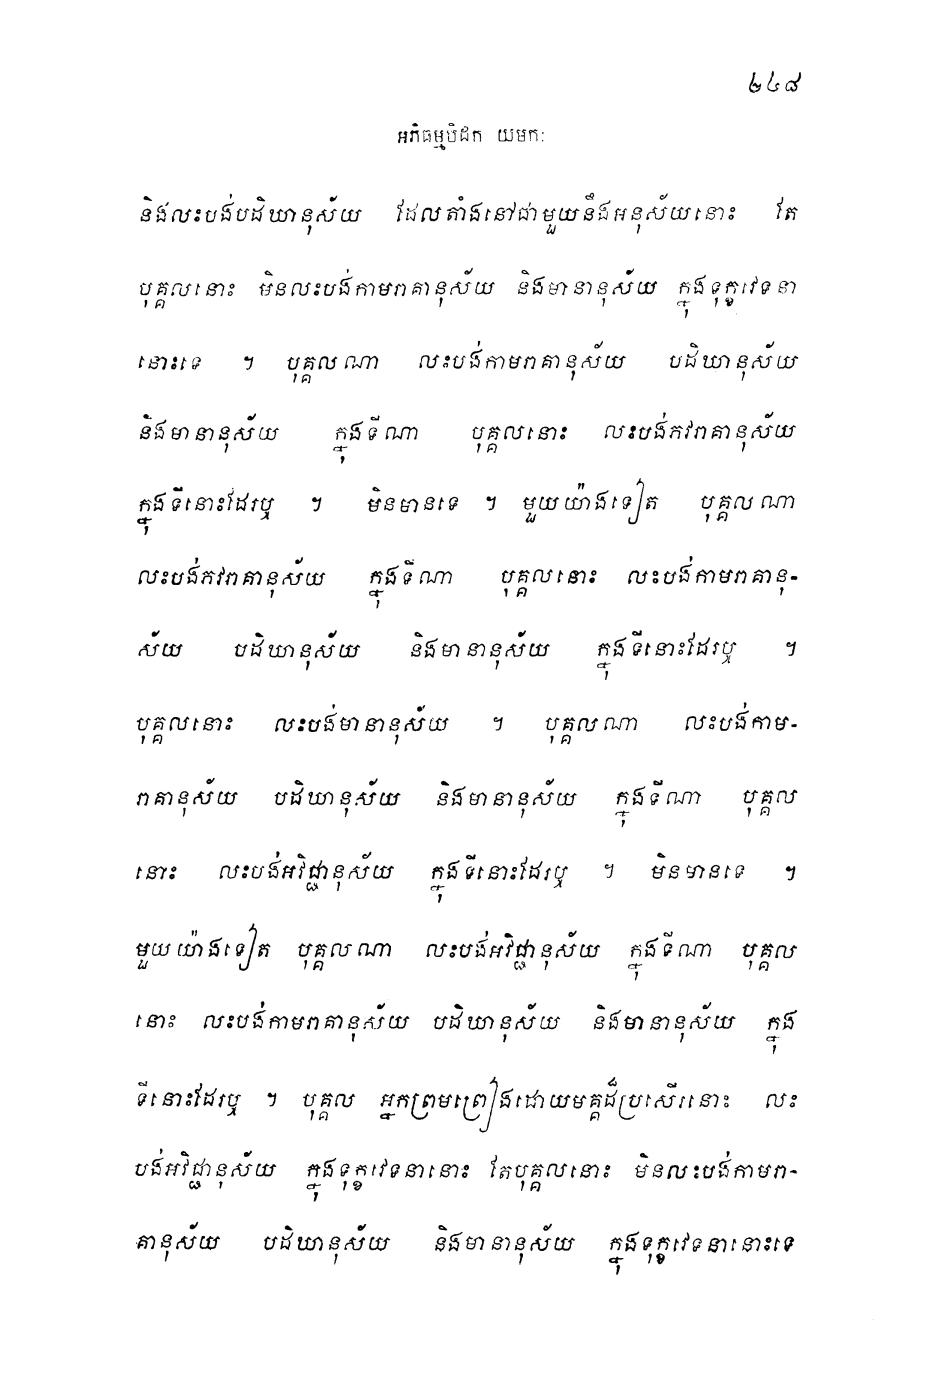 ២៤៨
អភិធម្មបិដក យមកៈ
និងលះបង់បដិឃានុស័យ ដែលតាំងនៅជាមួយនឹងអនុស័យនោះ តែ
បុគ្គលនោះ មិនលះបង់កាមរាគានុស័យ និងមានានុស័យ ក្នុងទុក្ខវេទនា
នោះទេ ។ បុគ្គលណា លះបង់កាមរាគានុស័យ បដិឃានុស័យ
និងមានានុស័យ ក្នុងទីណា បុគ្គលនោះ លះបង់ភវរាគានុស័យ
ក្នុងទីនោះដែរឬ ។ មិនមានទេ ។ មួយយ៉ាងទៀត បុគ្គលណា
លះបង់ភវរាគានុស័យ ក្នុងទីណា បុគ្គលនោះ លះបង់កាមរាគានុ-
ស័យ បដិឃានុស័យ និងមានានុស័យ ក្នុងទីនោះដែរឬ ។
បុគ្គលនោះ លះបង់មានានុស័យ ។ បុគ្គលណា លះបង់កាម-
រាគានុស័យ បដិឃានុស័យ និងមានានុស័យ ក្នុងទីណា បុគ្គល
នោះ លះបង់អវិជ្ជានុស័យ ក្នុងទីនោះដែរឬ ។ មិនមានទេ ។
មួយយ៉ាងទៀត បុគ្គលណា លះបង់អវិជ្ជានុស័យ ក្នុងទីណា បុគ្គល
នោះ លះបង់កាមរាគានុស័យ បដិឃានុស័យ និងមានានុស័យ ក្នុង
ទីនោះដែរឬ ។ បុគ្គល អ្នកព្រមព្រៀងដោយមគ្គដ៏ប្រសើរនោះ លះ
បង់អវិជ្ជានុស័យ ក្នុងទុក្ខវេទនានោះ តែបុគ្គលនោះ មិនលះបង់កាមរា-
គានុស័យ បដិឃានុស័យ និងមានានុស័យ ក្នុងទុក្ខវេទនានោះទេ